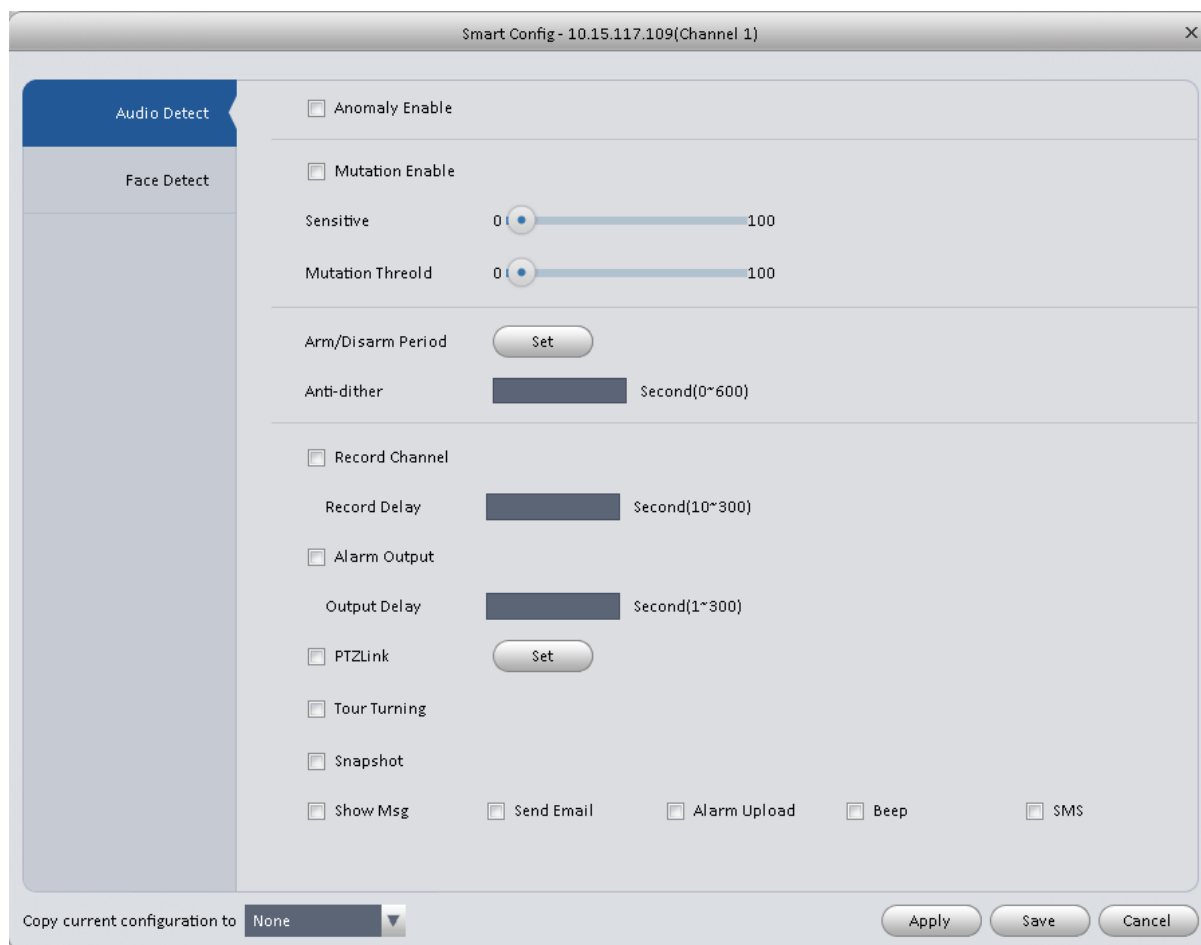 Smart Config - 10.15.117.109(Channel 1)
Audio Detect
Face Detect
Anomaly Enable
Mutation Enable
Sensitive 0 100
Mutation Threold 0 100
Arm/Disarm Period Set
Anti-dither Second(0~600)
Record Channel
Record Delay Second(10~300)
Alarm Output
Output Delay Second(1~300)
PTZLink Set
Tour Turning
Snapshot
Show Msg Send Email Alarm Upload Beep SMS
Copy current configuration to None Apply Save Cancel